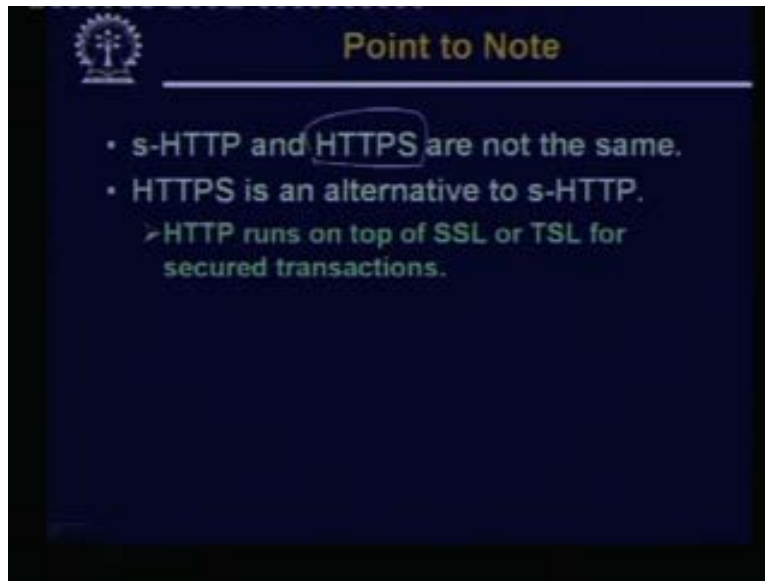 Point to Note
• s-HTTP and HTTPS are not the same.
• HTTPS is an alternative to s-HTTP.
➢HTTP runs on top of SSL or TSL for
secured transactions.